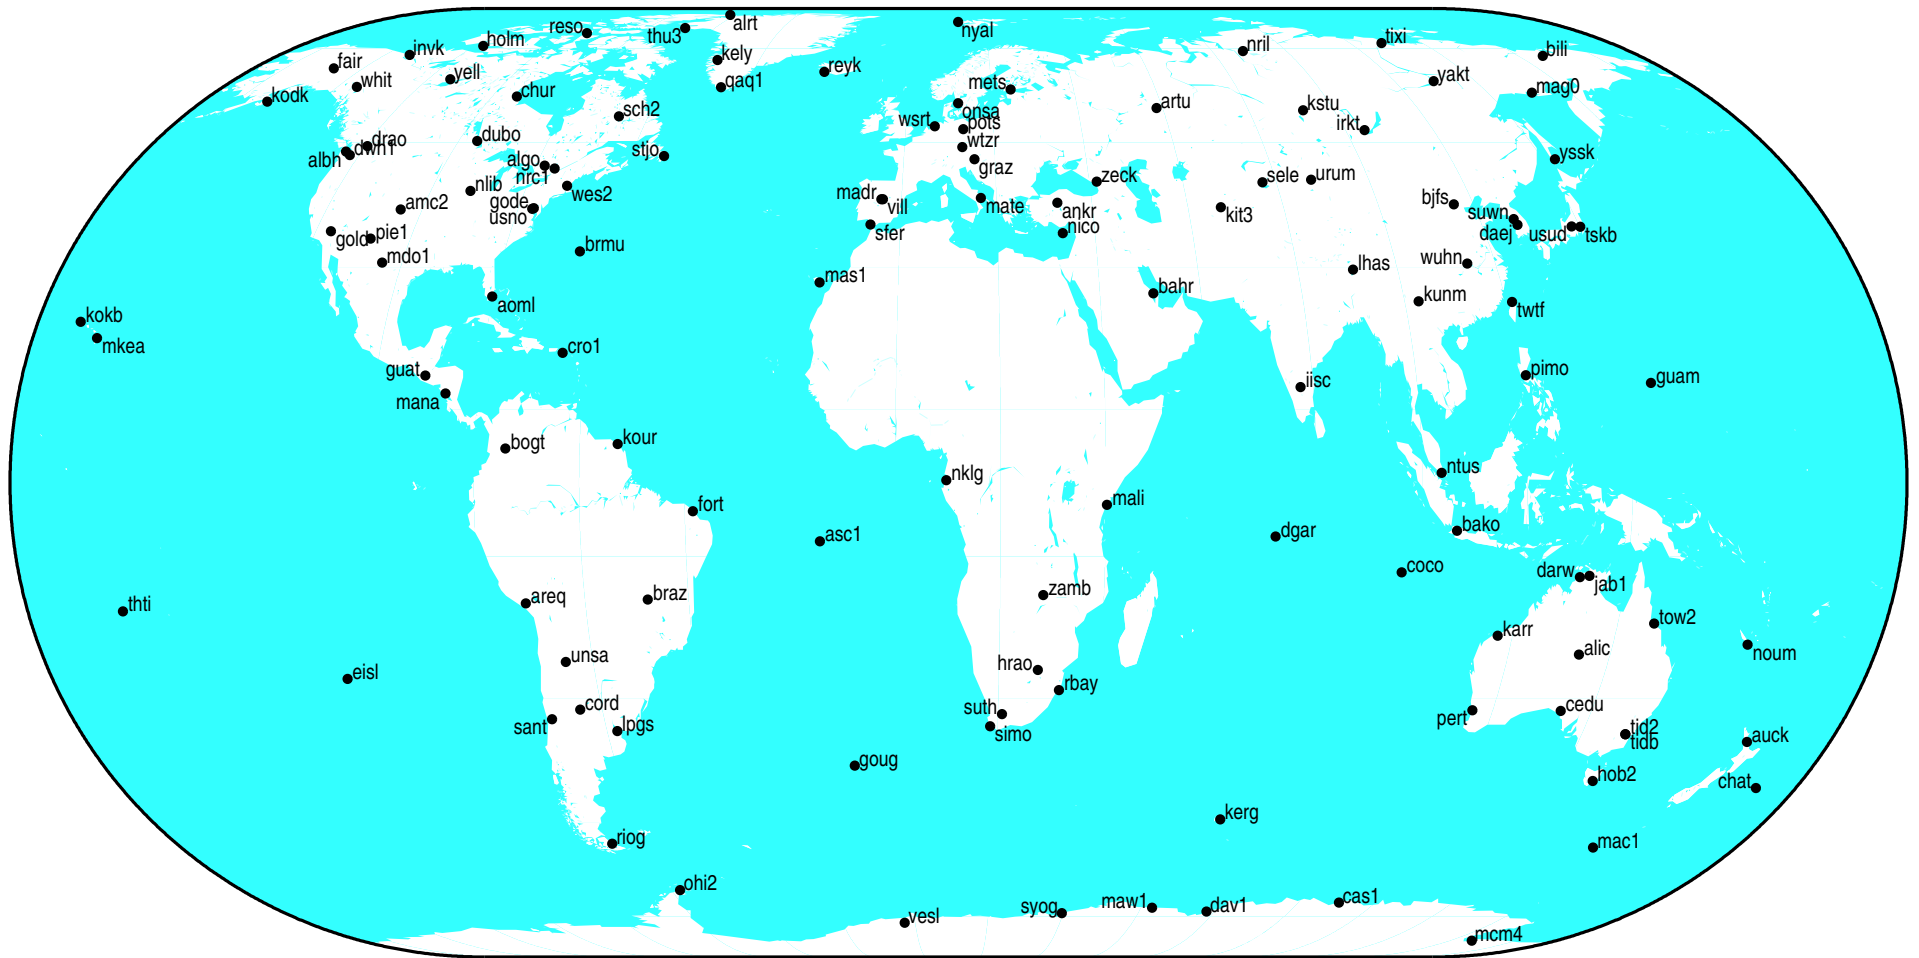 alrt
reso
thu3
nyal
holm
tixi
invk
nril
bili
kely
fair
reyk
yell
whit
yakt
mets
qaq1
mag0
chur
kodk
artu
kstu
sch2
onsa
wsrt
pots
irkt
dubo
drao
dwh1
wtzr
albh
stjo
algo
yssk
graz
nrc1
zeck
sele
urum
nlib
wes2
madr
amc2
gode
vill
mate
ankr
bjfs
kit3
suwn
usno
nico
gold
pie1
sfer
daej
usud
tskb
brmu
mdo1
wuhn
lhas
mas1
bahr
kunm
aoml
twtf
kokb
mkea
cro1
guat
pimo
guam
iisc
mana
bogt
kour
nklg
ntus
mali
fort
bako
asc1
dgar
coco
darw
jab1
areq
braz
zamb
thti
tow2
karr
unsa
alic
noum
hrao
eisl
rbay
cord
suth
cedu
pert
sant
lpgs
simo
tid2
auck
tidb
goug
hob2
chat
kerg
riog
mac1
ohi2
cas1
maw1
dav1
syog
vesl
mcm4